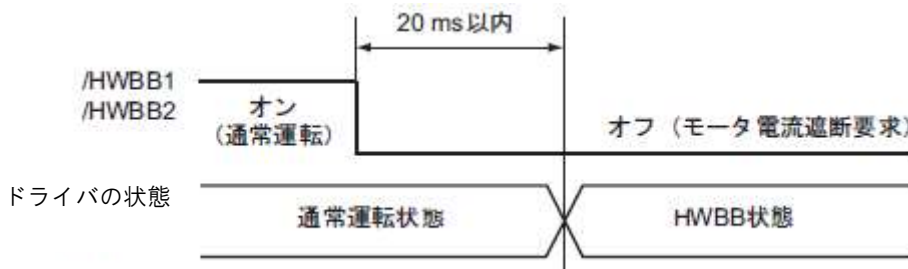 20 ms以内
/HWBB1
/HWBB2
オン
(通常運転)
オフ (モータ電流遮断要求)
ドライバの状態
通常運転状態
HWBB状態